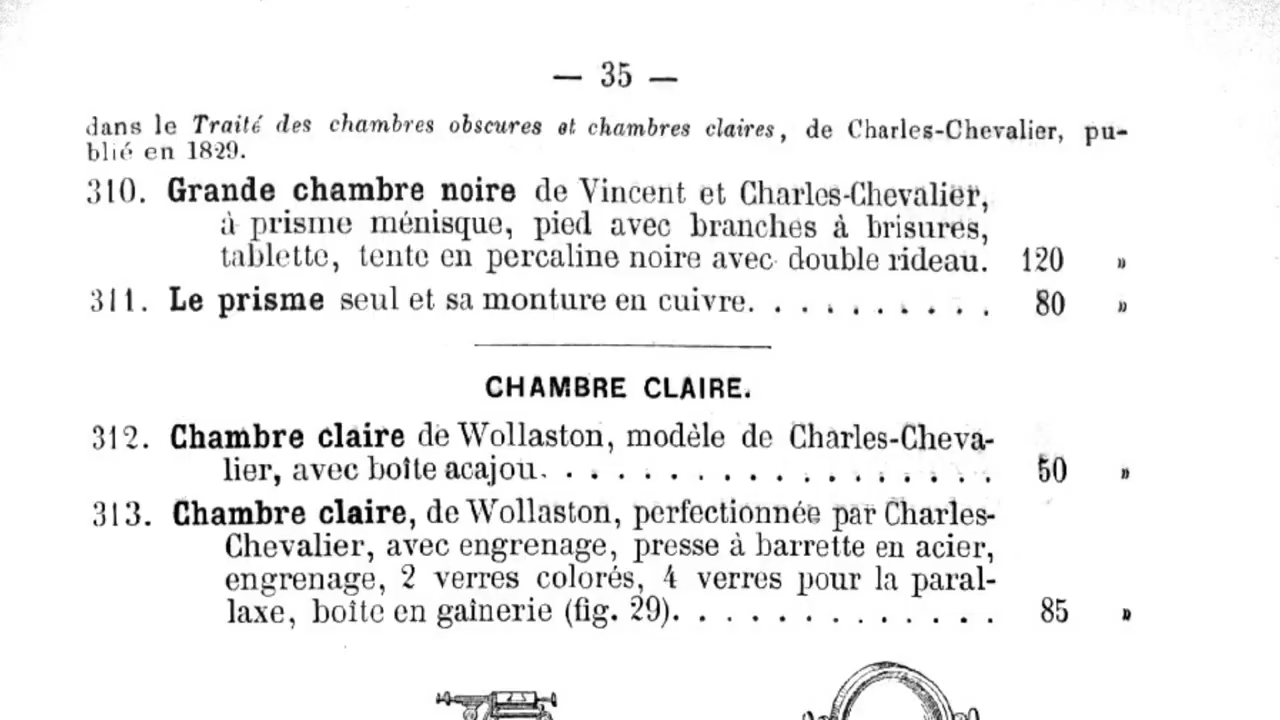 — 35 —
dans le Traité des chambres obscures et chambres claires, de Charles-Chevalier, pu-
blié en 1829.
310. Grande chambre noire de Vincent et Charles-Chevalier,
à prisme ménisque, pied avec branches à brisures,
tablette, tente en percaline noire avec double rideau. 120 »
311. Le prisme seul et sa monture en cuivre. . . . . . . . . . 80 »
CHAMBRE CLAIRE.
312. Chambre claire de Wollaston, modèle de Charles-Cheva-
lier, avec boîte acajou. . . . . . . . . . . . . . . . . . 50 »
313. Chambre claire, de Wollaston, perfectionnée par Charles-
Chevalier, avec engrenage, presse à barrette en acier,
engrenage, 2 verres colorés, 4 verres pour la paral-
laxe, boîte en gaînerie (fig. 29). . . . . . . . . . . . . 85 »